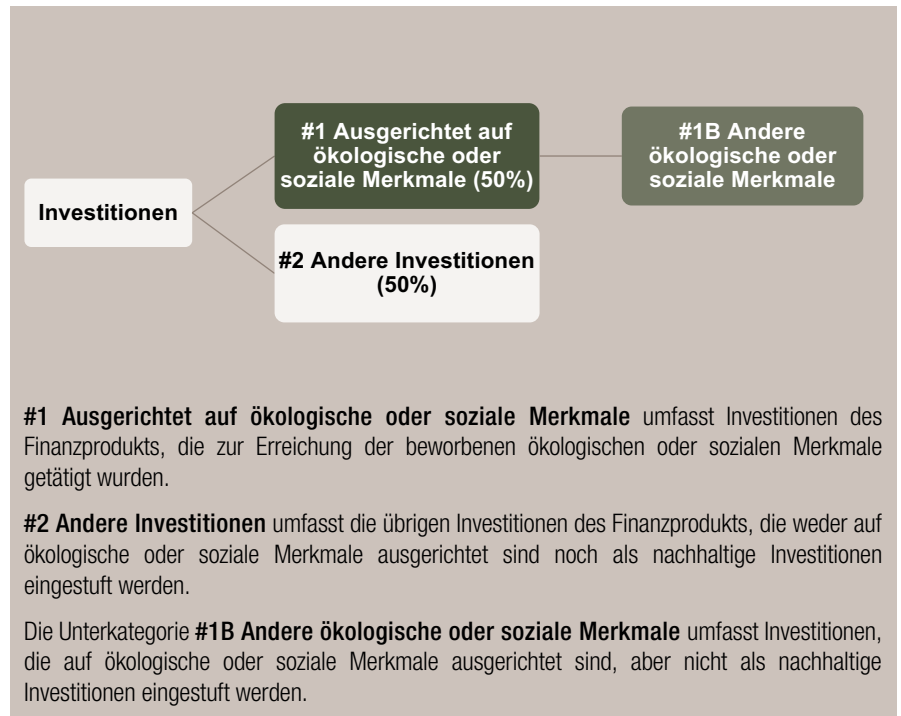 #1 Ausgerichtet auf
ökologische oder
soziale Merkmale (50%)
#1B Andere
ökologische oder
soziale Merkmale
Investitionen
#2 Andere Investitionen
(50%)
#1 Ausgerichtet auf ökologische oder soziale Merkmale umfasst Investitionen des
Finanzprodukts, die zur Erreichung der beworbenen ökologischen oder sozialen Merkmale
getätigt wurden.
#2 Andere Investitionen umfasst die übrigen Investitionen des Finanzprodukts, die weder auf
ökologische oder soziale Merkmale ausgerichtet sind noch als nachhaltige Investitionen
eingestuft werden.
Die Unterkategorie #1B Andere ökologische oder soziale Merkmale umfasst Investitionen,
die auf ökologische oder soziale Merkmale ausgerichtet sind, aber nicht als nachhaltige
Investitionen eingestuft werden.